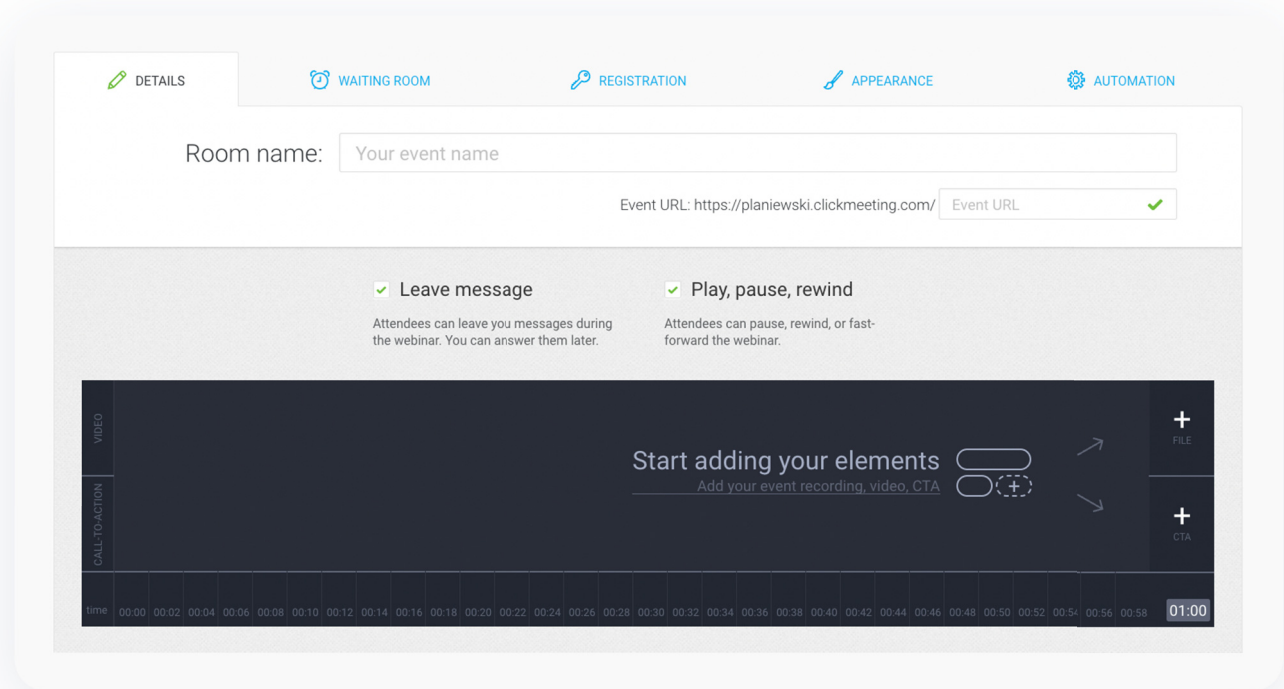 DETAILS
WAITING ROOM
REGISTRATION
APPEARANCE
AUTOMATION
Room name:
Your event name
Event URL: https://planiewski.clickmeeting.com/
Event URL
Leave message
Play, pause, rewind
Attendees can leave you messages during
the webinar. You can answer them later.
Attendees can pause, rewind, or fast-
forward the webinar.
VIDEO
CALL-TO-ACTION
Start adding your elements
Add your event recording, video, CTA
+
FILE
+
CTA
time 00:00 00:02 00:04 00:06 00:08 00:10 00:12 00:14 00:16 00:18 00:20 00:22 00:24 00:26 00:28 00:30 00:32 00:34 00:36 00:38 00:40 00:42 00:44 00:46 00:48 00:50 00:52 00:54 00:56 00:58 01:00